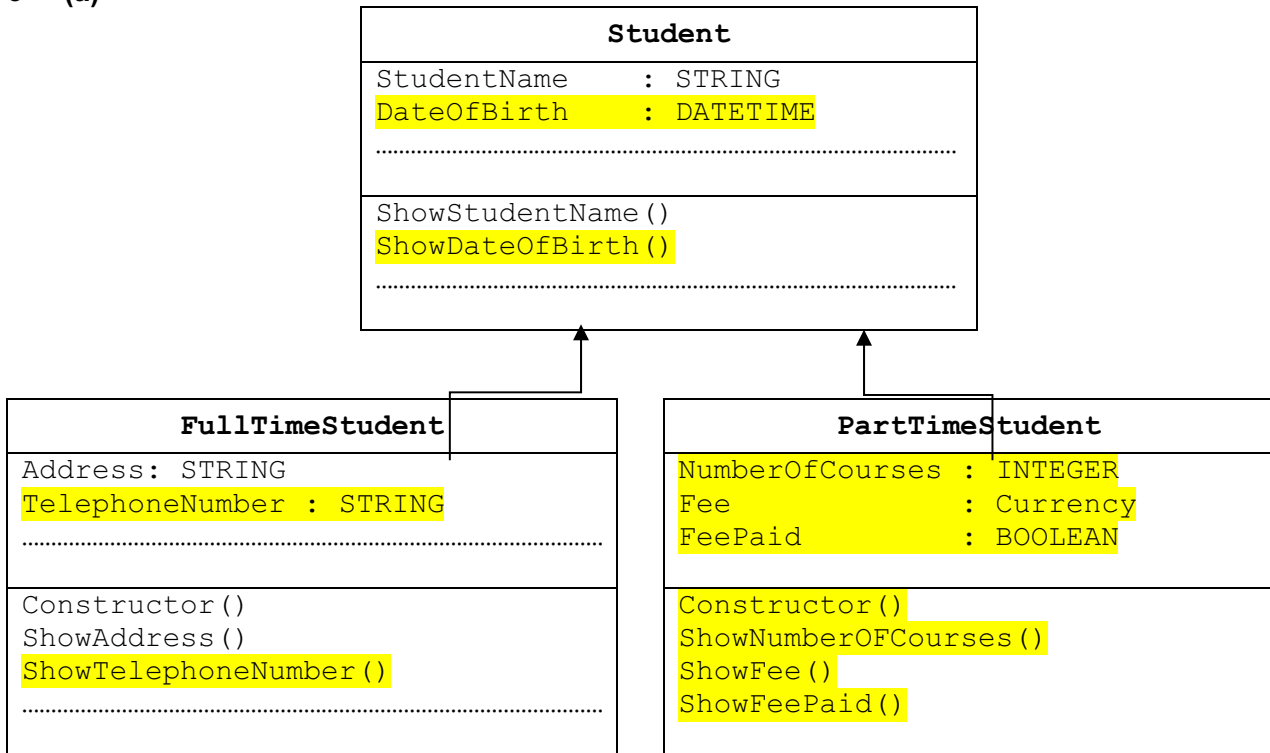 (a)
Student
StudentName : STRING
DateOfBirth : DATETIME
ShowStudentName()
ShowDateOfBirth()
FullTimeStudent
Address: STRING
TelephoneNumber : STRING
Constructor()
ShowAddress()
ShowTelephoneNumber()
PartTimeStudent
NumberOfCourses : INTEGER
Fee : Currency
FeePaid : BOOLEAN
Constructor()
ShowNumberOFCourses()
ShowFee()
ShowFeePaid()